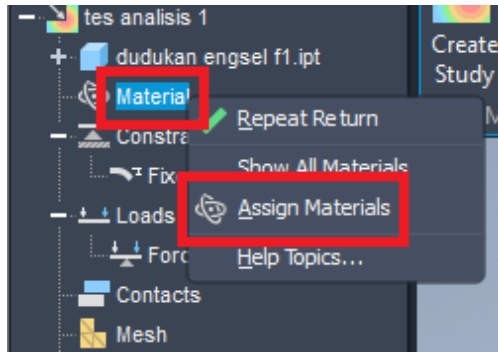 tes analisis 1
dudukan engsel f1.ipt
Create
Study
Material
Repeat Return
Constra
Show All Materials
Fix
Assign Materials
Loads
Forc
Help Topics...
Contacts
Mesh